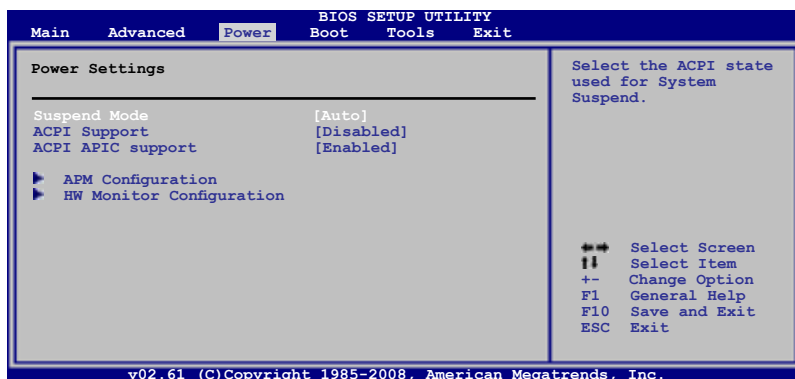 BIOS SETUP UTILITY
Main Advanced Power Boot Tools Exit
Power Settings
Suspend Mode [Auto]
ACPI Support [Disabled]
ACPI APIC support [Enabled]
APM Configuration
HW Monitor Configuration
Select the ACPI state
used for System
Suspend.
Select Screen
Select Item
+- Change Option
F1 General Help
F10 Save and Exit
ESC Exit
v02.61 (C)Copyright 1985-2008, American Megatrends, Inc.